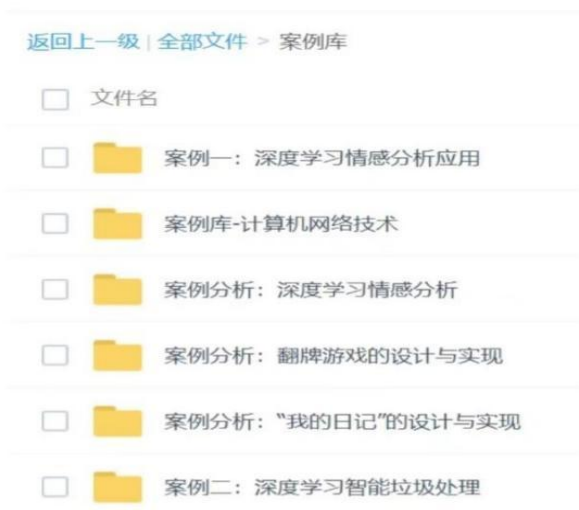 返回上一级 | 全部文件 > 案例库
文件名
案例一：深度学习情感分析应用
案例库-计算机网络技术
案例分析：深度学习情感分析
案例分析：翻牌游戏的设计与实现
案例分析：“我的日记”的设计与实现
案例二：深度学习智能垃圾处理